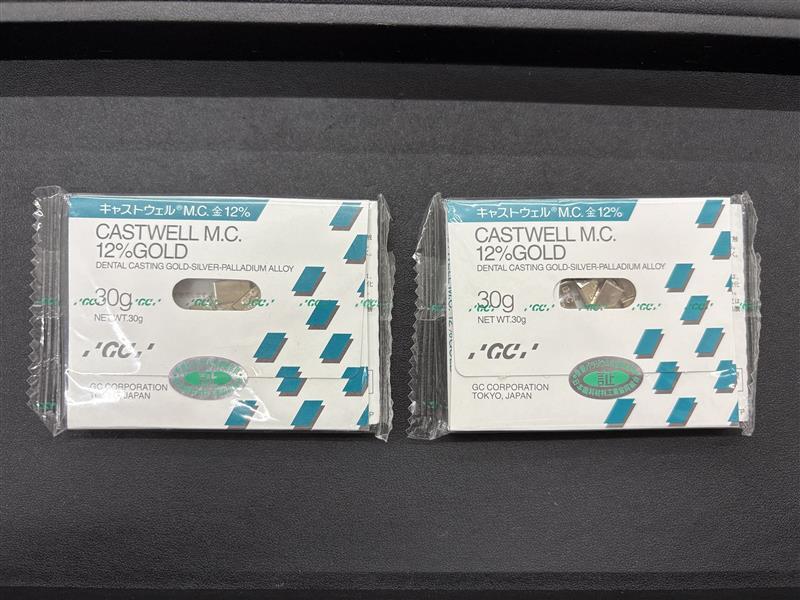 キャストウェル®M.C. 金12%
CASTWELL M.C.
12%GOLD
DENTAL CASTING GOLD-SILVER-PALLADIUM ALLOY
30g
NET WT.30g
GC
証
GC CORPORATION
TOKYO, JAPAN
キャストウェル®M.C. 金12%
CASTWELL M.C.
12%GOLD
DENTAL CASTING GOLD-SILVER-PALLADIUM ALLOY
30g
NET WT.30g
GC
証
GC CORPORATION
TOKYO, JAPAN